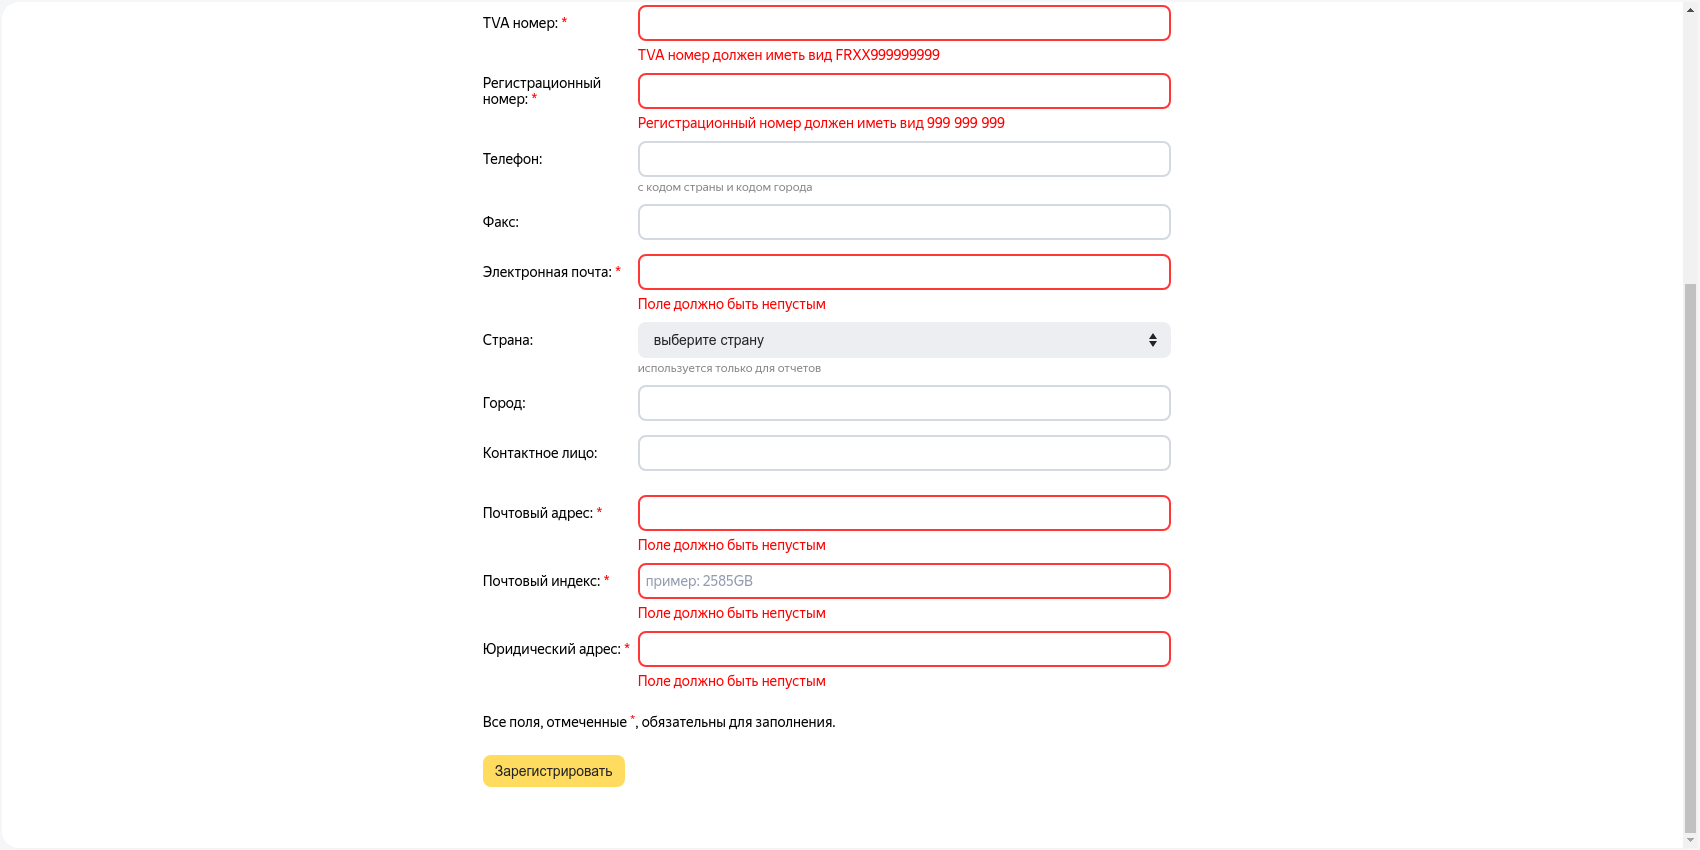 TVA номер: *
TVA номер должен иметь вид FRXX999999999
Регистрационный
номер: *
Регистрационный номер должен иметь вид 999 999 999
Телефон:
с кодом страны и кодом города
Факс:
Электронная почта: *
Поле должно быть непустым
Страна:
выберите страну
используется только для отчетов
Город:
Контактное лицо:
Почтовый адрес: *
Поле должно быть непустым
Почтовый индекс: *
пример: 2585GB
Поле должно быть непустым
Юридический адрес: *
Поле должно быть непустым
Все поля, отмеченные *, обязательны для заполнения.
Зарегистрировать